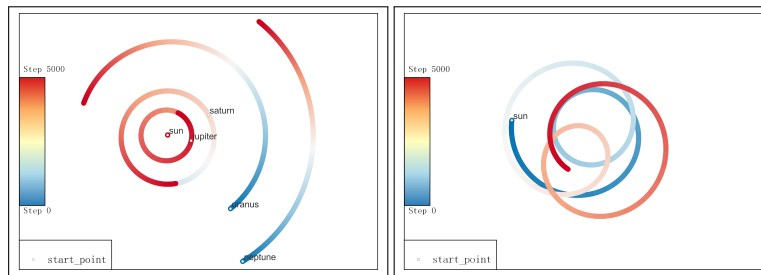 Step 5000
saturn
sun
jupiter
uranus
Step 0
neptune
start_point
Step 5000
sun
Step 0
start_point